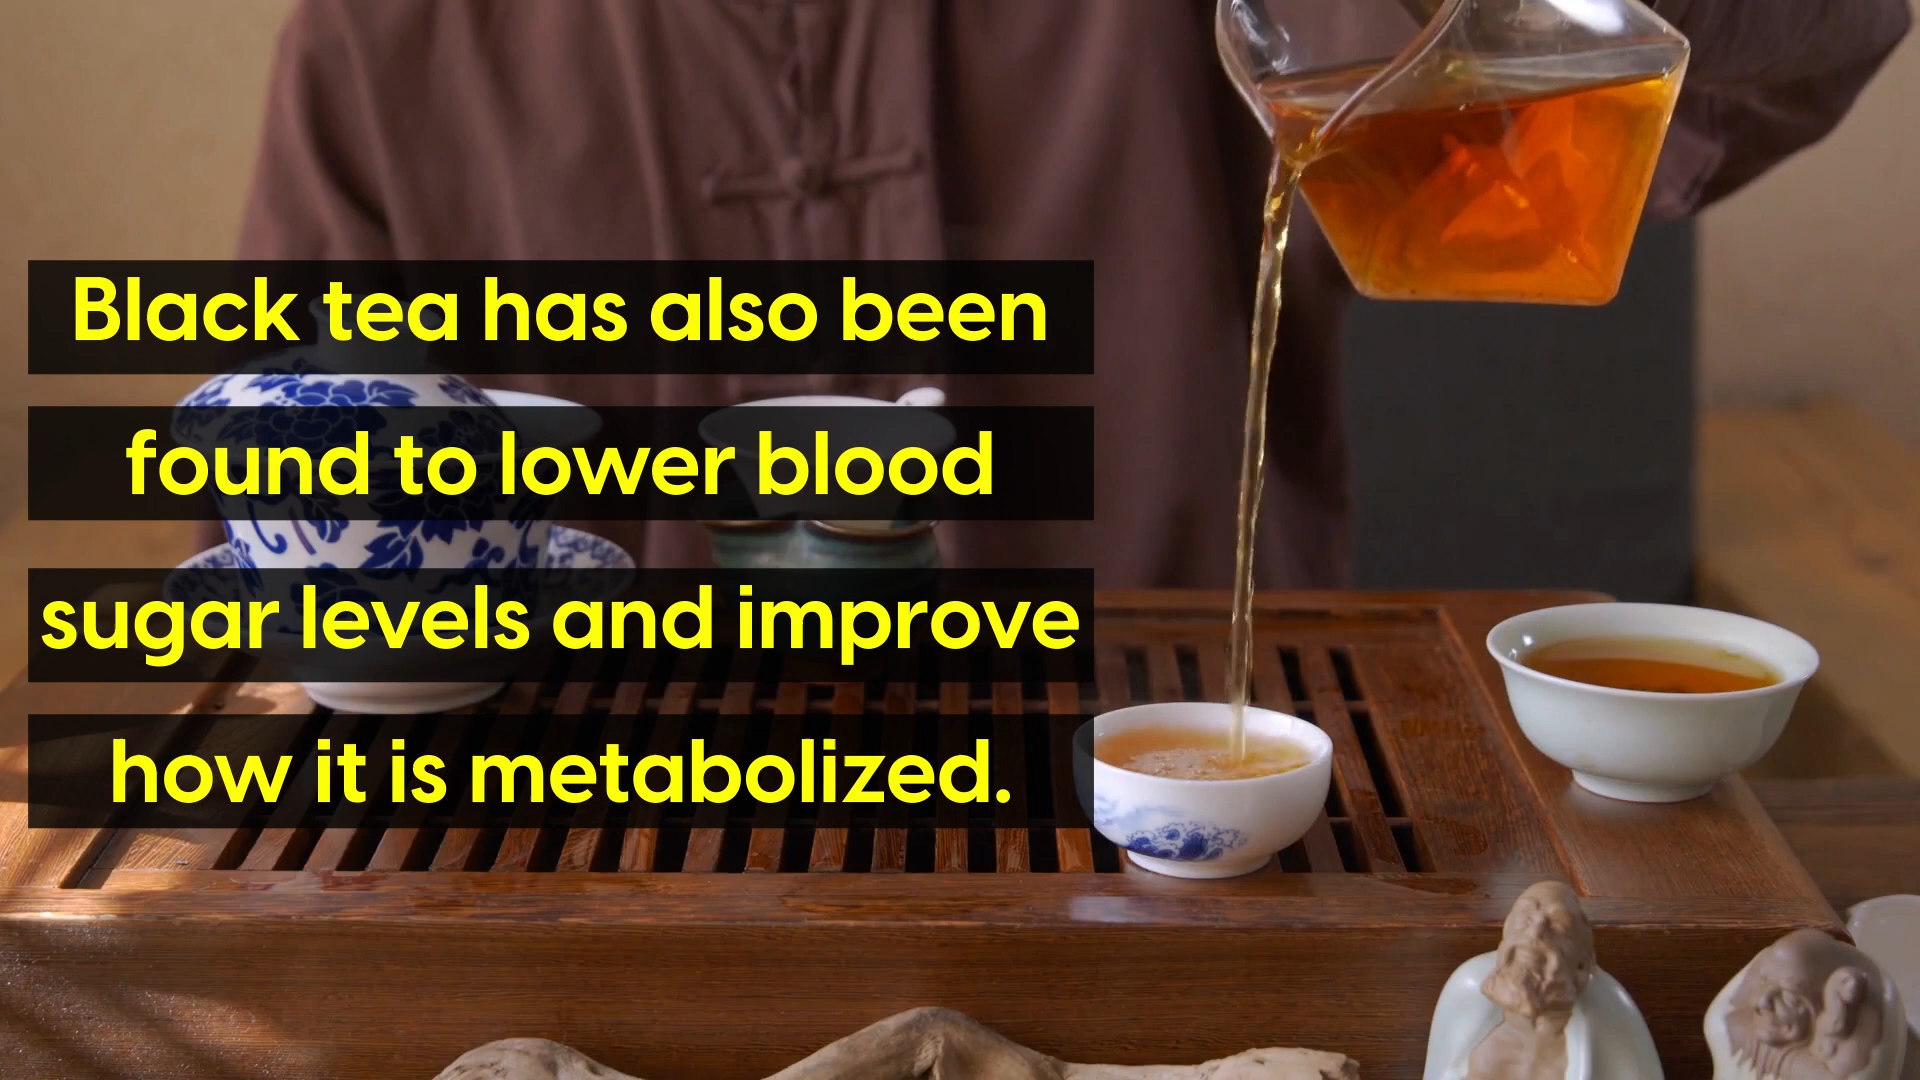 Black tea has also been
found to lower blood
sugar levels and improve
how it is metabolized.